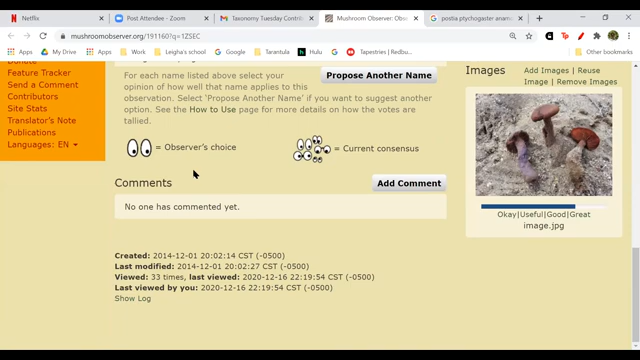 Netflix
Post Attendee - Zoom
Taxonomy Tuesday Contrib
Mushroom Observer: Obs
postia ptychogaster anamo
mushroomobserver.org/191160?q=1ZSEC
Apps
YouTube
My Drive
Leigha's school
Tarantula
Hulu
Tapestries | Redbu...
Other bookmarks
Donate
Feature Tracker
Send a Comment
Contributors
Site Stats
Translator's Note
Publications
Languages: EN
For each name listed above select your
opinion of how well that name applies to this
observation. Select 'Propose Another Name'
if you want to suggest another
option. See the How to Use page for more details on how the votes are
tallied.
Propose Another Name
= Observer's choice
= Current consensus
Comments
Add Comment
No one has commented yet.
Created: 2014-12-01 20:02:14 CST (-0500)
Last modified: 2014-12-01 20:02:27 CST (-0500)
Viewed: 33 times, last viewed: 2020-12-16 22:19:54 CST (-0500)
Last viewed by you: 2020-12-16 22:19:54 CST (-0500)
Show Log
Images
Add Images | Reuse
Image | Remove Images
Okay|Useful|Good|Great
image.jpg